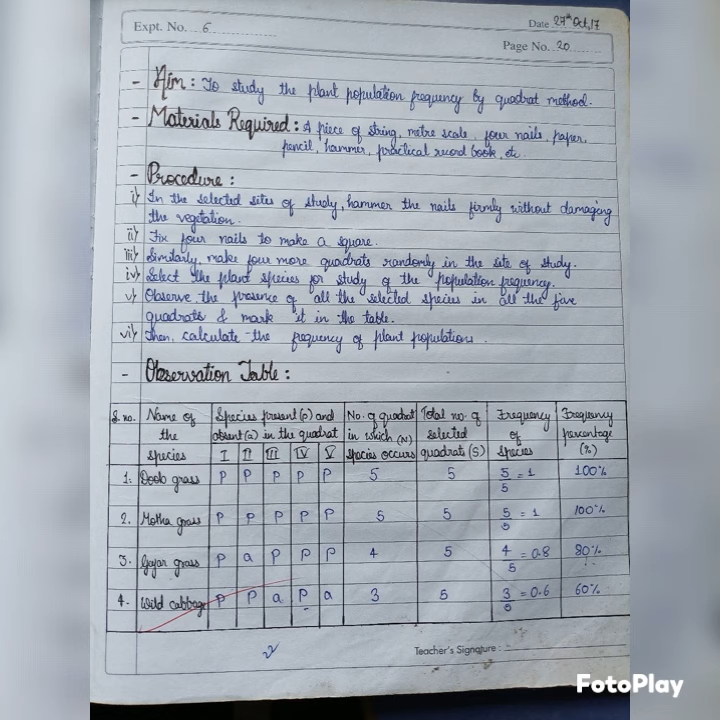 Expt. No. 6
Date 27th Oct,17
Page No. 20
- Aim : To study the plant population frequency by quadrat method.
- Materials Required : A piece of string, metre scale, four nails, paper,
pencil, hammer, practical record book, etc.
- Procedure :
i) In the selected sites of study, hammer the nails firmly without damaging
the vegetation.
ii) Fix four nails to make a square.
iii) Similarly, make four more quadrats randomly in the site of study.
iv) Select the plant species for study of the population frequency.
v) Observe the presence of all the selected species in all the five
quadrats & mark it in the table.
vi) Then, calculate the frequency of plant populations.
- Observation Table :
S. no. Name of Species present (p) and No. of quadrat Total no. of Frequency Frequency
the absent (a) in the quadrat in which (N) selected of percentage
species I II III IV V species occurs quadrats (S) species (%)
1. Doob grass P P P P P 5 5 5/5 = 1 100%
2. Motha grass P P P P P 5 5 5/5 = 1 100%
3. Gajar grass P a P P P 4 5 4/5 = 0.8 80%
4. Wild cabbage P P a P a 3 5 3/5 = 0.6 60%
Teacher's Signature :
FotoPlay